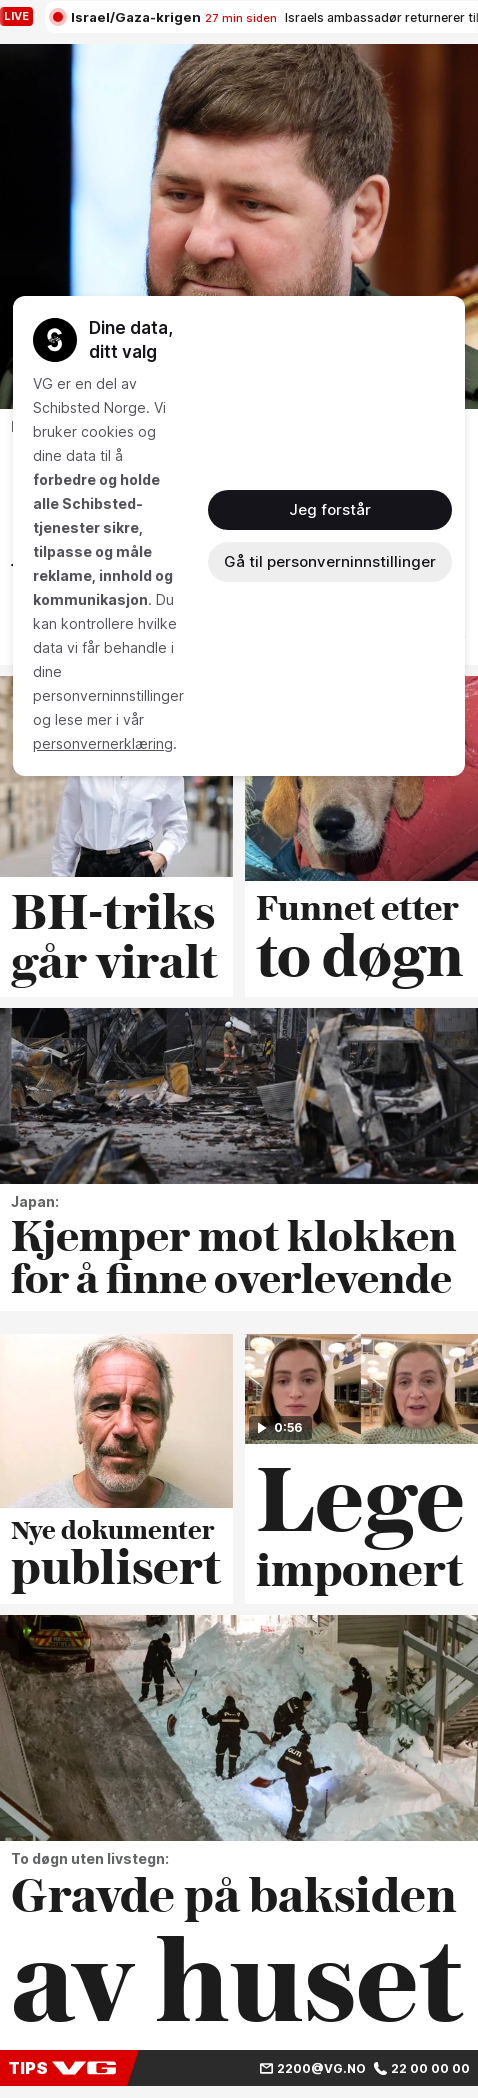 LIVE
Israel/Gaza-krigen 27 min siden Israels ambassadør returnerer til
Dine data,
ditt valg
VG er en del av
Schibsted Norge. Vi
bruker cookies og
dine data til å
forbedre og holde
alle Schibsted-
tjenester sikre,
tilpasse og måle
reklame, innhold og
kommunikasjon. Du
kan kontrollere hvilke
data vi får behandle i
dine
personverninnstillinger
og lese mer i vår
personvernerklæring.
Jeg forstår
Gå til personverninnstillinger
BH-triks
går viralt
Funnet etter
to døgn
Japan:
Kjemper mot klokken
for å finne overlevende
Nye dokumenter
publisert
0:56
Lege
imponert
To døgn uten livstegn:
Gravde på baksiden
av huset
TIPS VG 2200@VG.NO 22 00 00 00